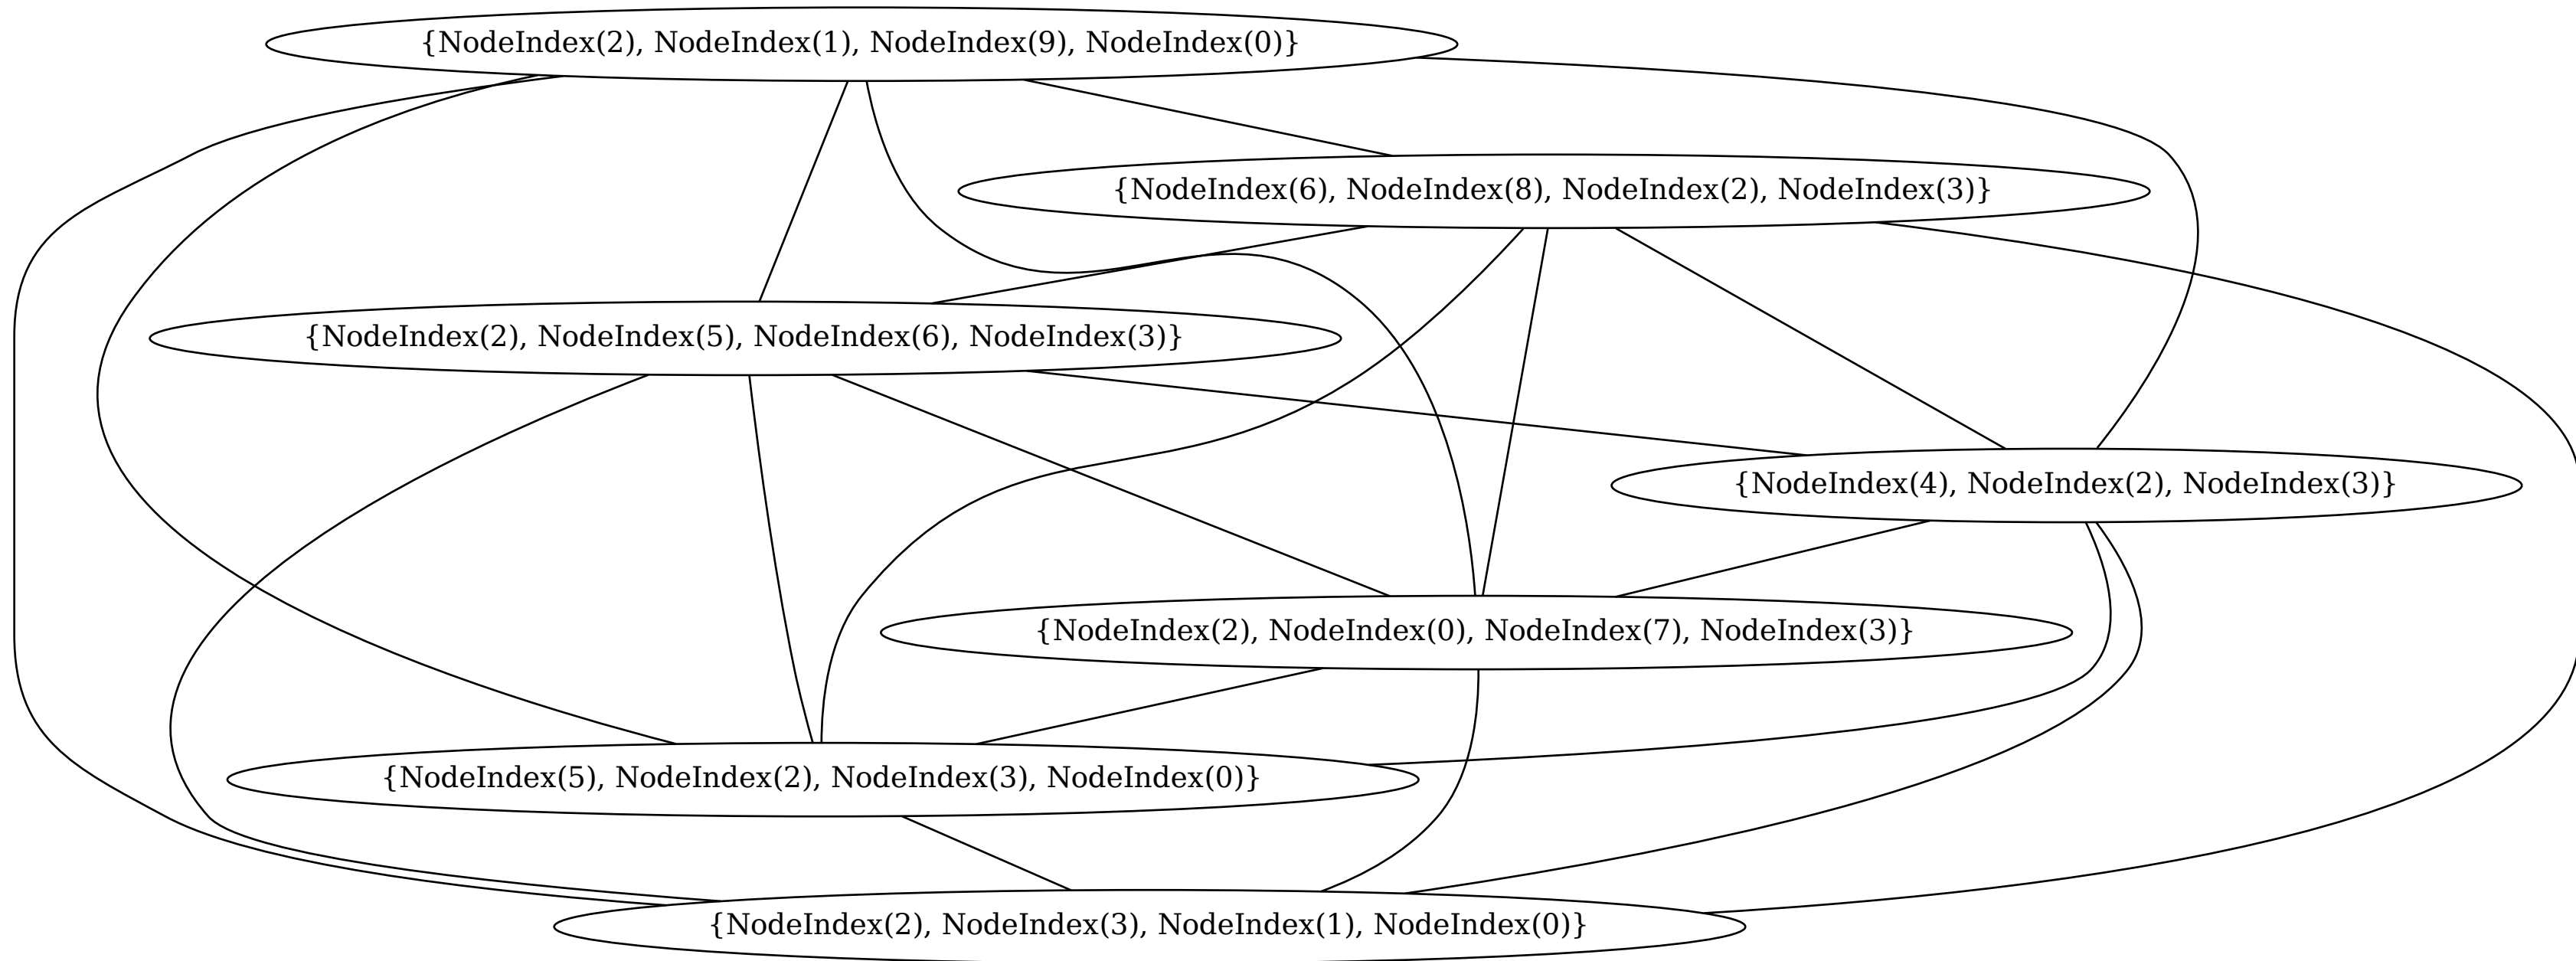 {NodeIndex(2), NodeIndex(1), NodeIndex(9), NodeIndex(0)}
{NodeIndex(6), NodeIndex(8), NodeIndex(2), NodeIndex(3)}
{NodeIndex(2), NodeIndex(5), NodeIndex(6), NodeIndex(3)}
{NodeIndex(4), NodeIndex(2), NodeIndex(3)}
{NodeIndex(2), NodeIndex(0), NodeIndex(7), NodeIndex(3)}
{NodeIndex(5), NodeIndex(2), NodeIndex(3), NodeIndex(0)}
{NodeIndex(2), NodeIndex(3), NodeIndex(1), NodeIndex(0)}